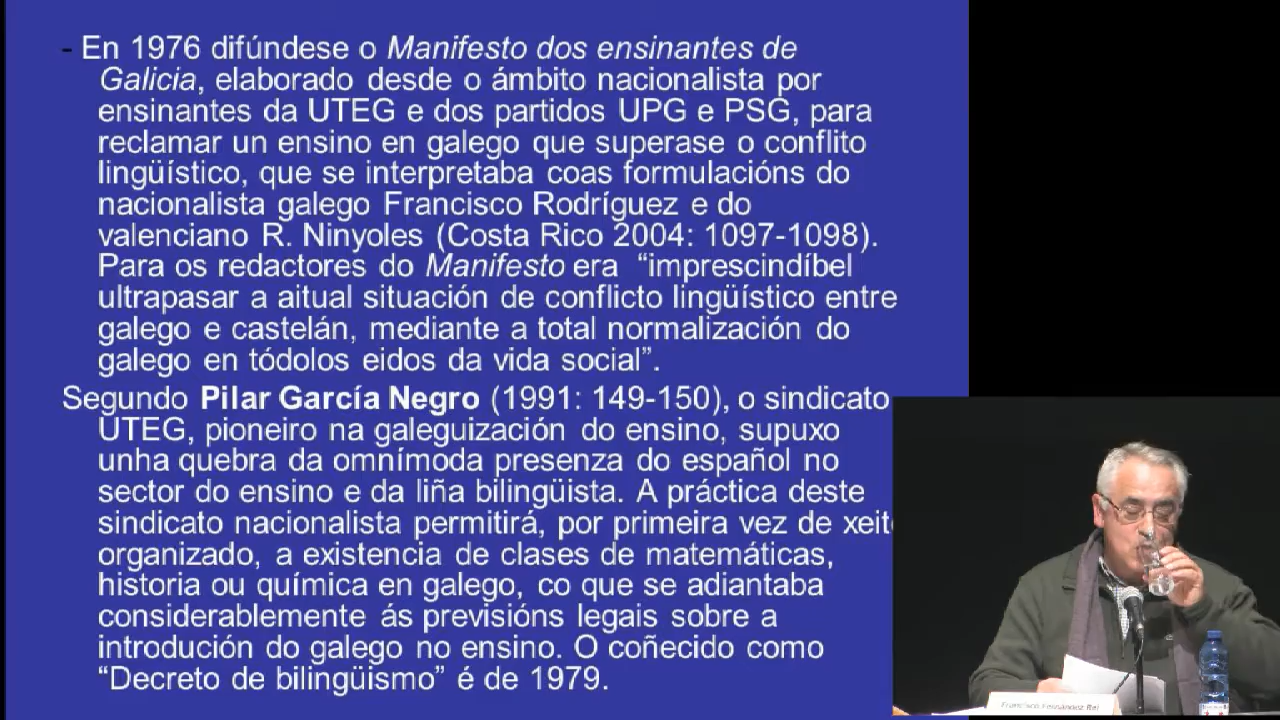 - En 1976 difúndese o Manifesto dos ensinantes de
Galicia, elaborado desde o ámbito nacionalista por
ensinantes da UTEG e dos partidos UPG e PSG, para
reclamar un ensino en galego que superase o conflito
lingüístico, que se interpretaba coas formulacións do
nacionalista galego Francisco Rodríguez e do
valenciano R. Ninyoles (Costa Rico 2004: 1097-1098).
Para os redactores do Manifesto era “imprescindíbel
ultrapasar a aitual situación de conflicto lingüístico entre
galego e castelán, mediante a total normalización do
galego en tódolos eidos da vida social”.
Segundo Pilar García Negro (1991: 149-150), o sindicato
UTEG, pioneiro na galeguización do ensino, supuxo
unha quebra da omnímoda presenza do español no
sector do ensino e da liña bilingüista. A práctica deste
sindicato nacionalista permitirá, por primeira vez de xeit
organizado, a existencia de clases de matemáticas,
historia ou química en galego, co que se adiantaba
considerablemente ás previsións legais sobre a
introdución do galego no ensino. O coñecido como
“Decreto de bilingüismo” é de 1979.
Francisco Fernández Rei